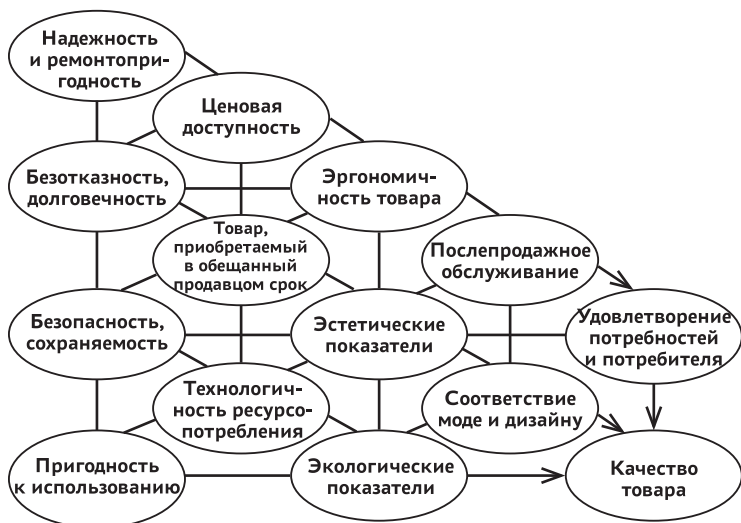 Надежность
и ремонтопри-
годность
Ценовая
доступность
Безотказность,
долговечность
Эргономич-
ность товара
Товар,
приобретаемый
в обещанный
продавцом срок
Послепродажное
обслуживание
Безопасность,
сохраняемость
Эстетические
показатели
Удовлетворение
потребностей
и потребителя
Технологич-
ность ресурсо-
потребления
Соответствие
моде и дизайну
Пригодность
к использованию
Экологические
показатели
Качество
товара